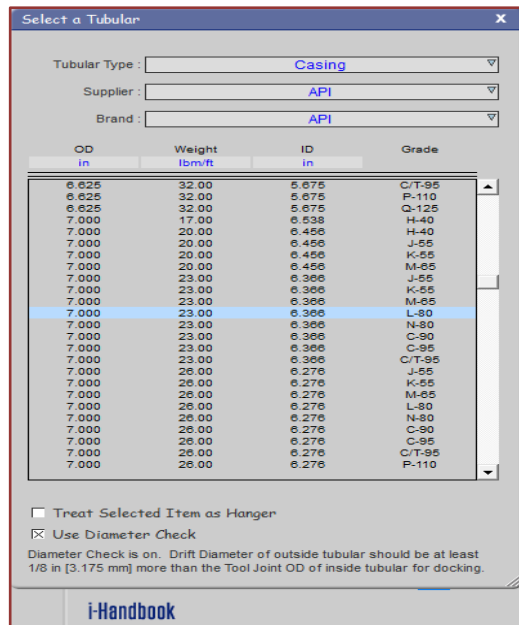 Select a Tubular X
Tubular Type : Casing
Supplier : API
Brand : API
OD Weight ID Grade
in lbm/ft in
6.625 32.00 5.675 C/T-95
6.625 32.00 5.675 P-110
6.625 32.00 5.675 Q-125
7.000 17.00 6.538 H-40
7.000 20.00 6.456 H-40
7.000 20.00 6.456 J-55
7.000 20.00 6.456 K-55
7.000 20.00 6.456 M-65
7.000 23.00 6.366 J-55
7.000 23.00 6.366 K-55
7.000 23.00 6.366 M-65
7.000 23.00 6.366 L-80
7.000 23.00 6.366 N-80
7.000 23.00 6.366 C-90
7.000 23.00 6.366 C-95
7.000 23.00 6.366 C/T-95
7.000 26.00 6.276 J-55
7.000 26.00 6.276 K-55
7.000 26.00 6.276 M-65
7.000 26.00 6.276 L-80
7.000 26.00 6.276 N-80
7.000 26.00 6.276 C-90
7.000 26.00 6.276 C-95
7.000 26.00 6.276 C/T-95
7.000 26.00 6.276 P-110
Treat Selected Item as Hanger
Use Diameter Check
Diameter Check is on. Drift Diameter of outside tubular should be at least
1/8 in [3.175 mm] more than the Tool Joint OD of inside tubular for docking.
i-Handbook